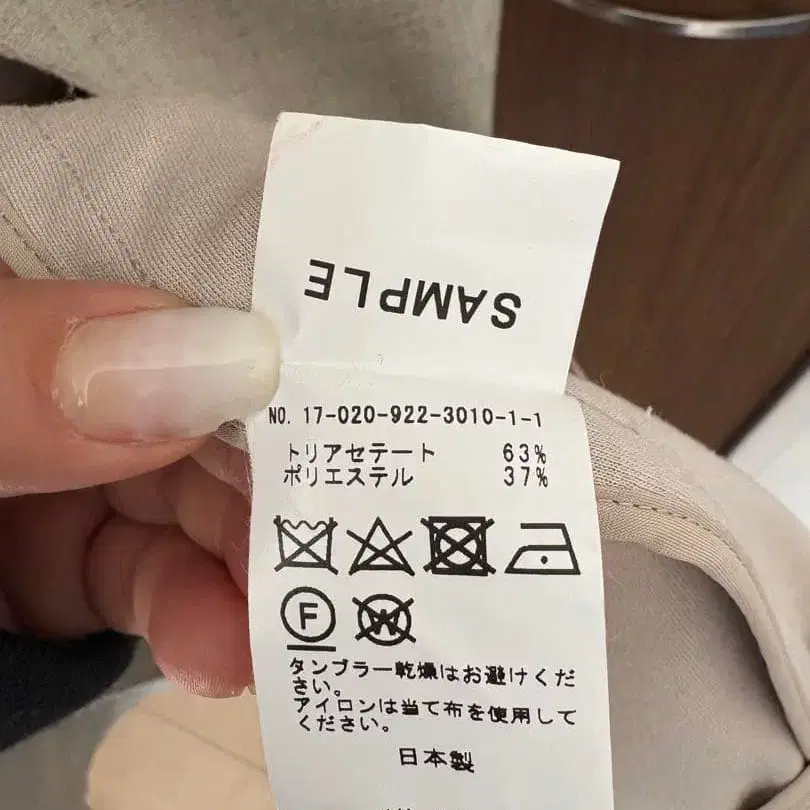 SAMPLE
NO. 17-020-922-3010-1-1
トリアセテート 63%
ポリエステル 37%
F
W
タンブラー乾燥はお避けくだ
さい。
アイロンは当て布を使用して
ください。
日本製